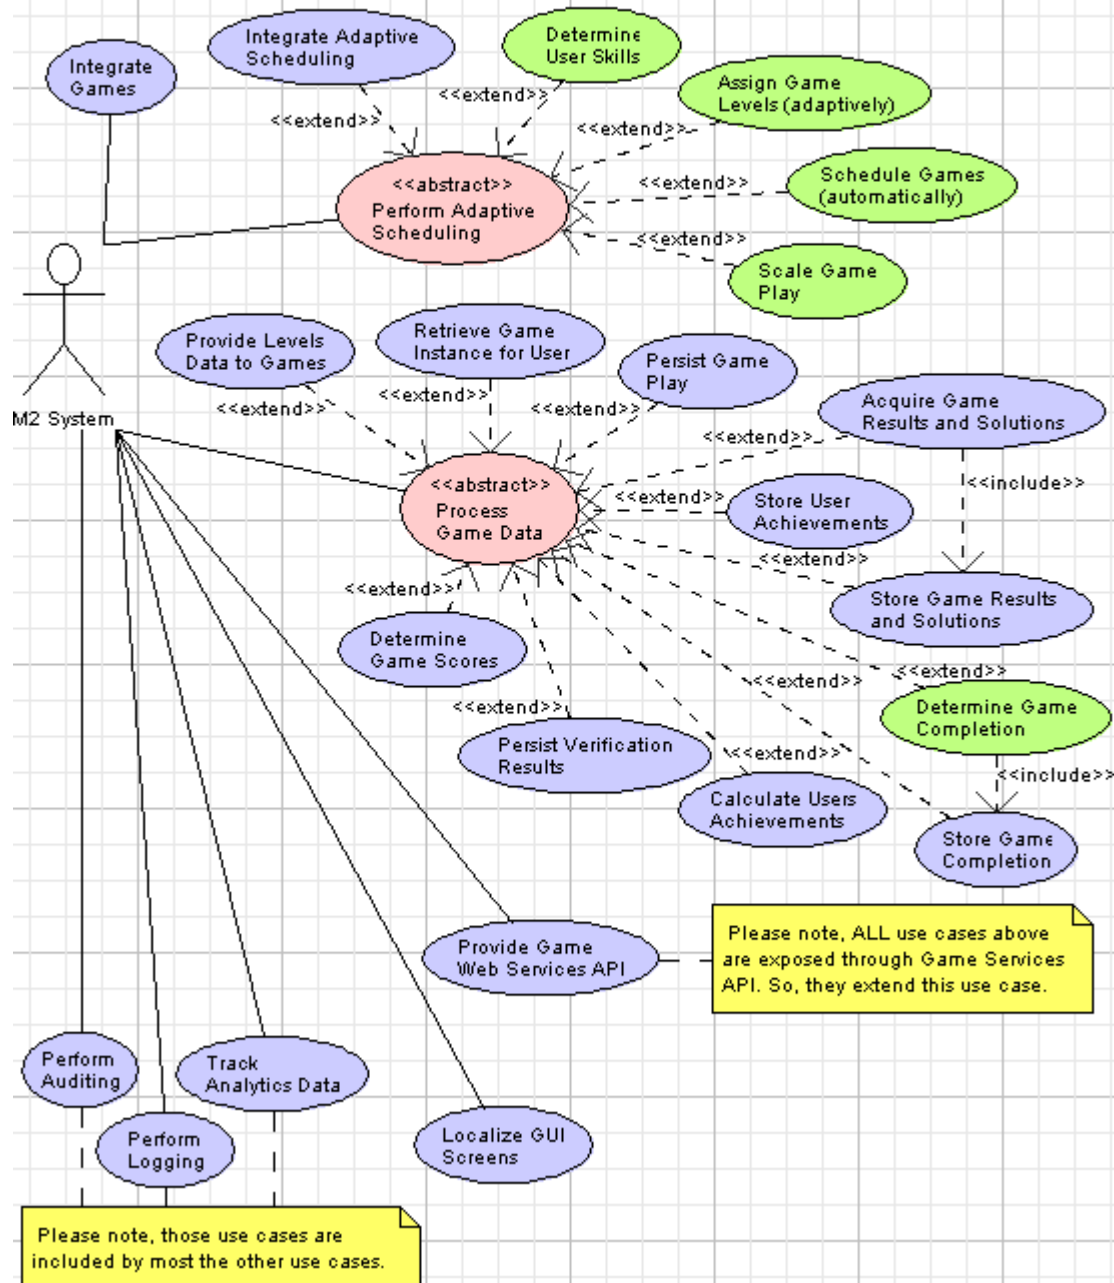 Integrate Adaptive
Scheduling
Determine
User Skills
Integrate
Games
<<extend>>
<<extend>>
Assign Game
Levels (adaptively)
<<extend>>
<<abstract>>
Perform Adaptive
Scheduling
<<extend>>
Schedule Games
(automatically)
<<extend>>
Scale Game
Play
Provide Levels
Data to Games
Retrieve Game
Instance for User
Persist Game
Play
<<extend>>
<<extend>>
<<extend>>
Acquire Game
Results and Solutions
M2 System
<<extend>>
<<abstract>>
Process
Game Data
<<include>>
<<extend>>
Store User
Achievements
<<extend>>
<<extend>>
Store Game Results
and Solutions
Determine
Game Scores
<<extend>>
<<extend>>
<<extend>>
Determine Game
Completion
Persist Verification
Results
<<extend>>
<<include>>
Calculate Users
Achievements
Store Game
Completion
Provide Game
Web Services API
Please note, ALL use cases above
are exposed through Game Services
API. So, they extend this use case.
Perform
Auditing
Track
Analytics Data
Perform
Logging
Localize GUI
Screens
Please note, those use cases are
included by most the other use cases.